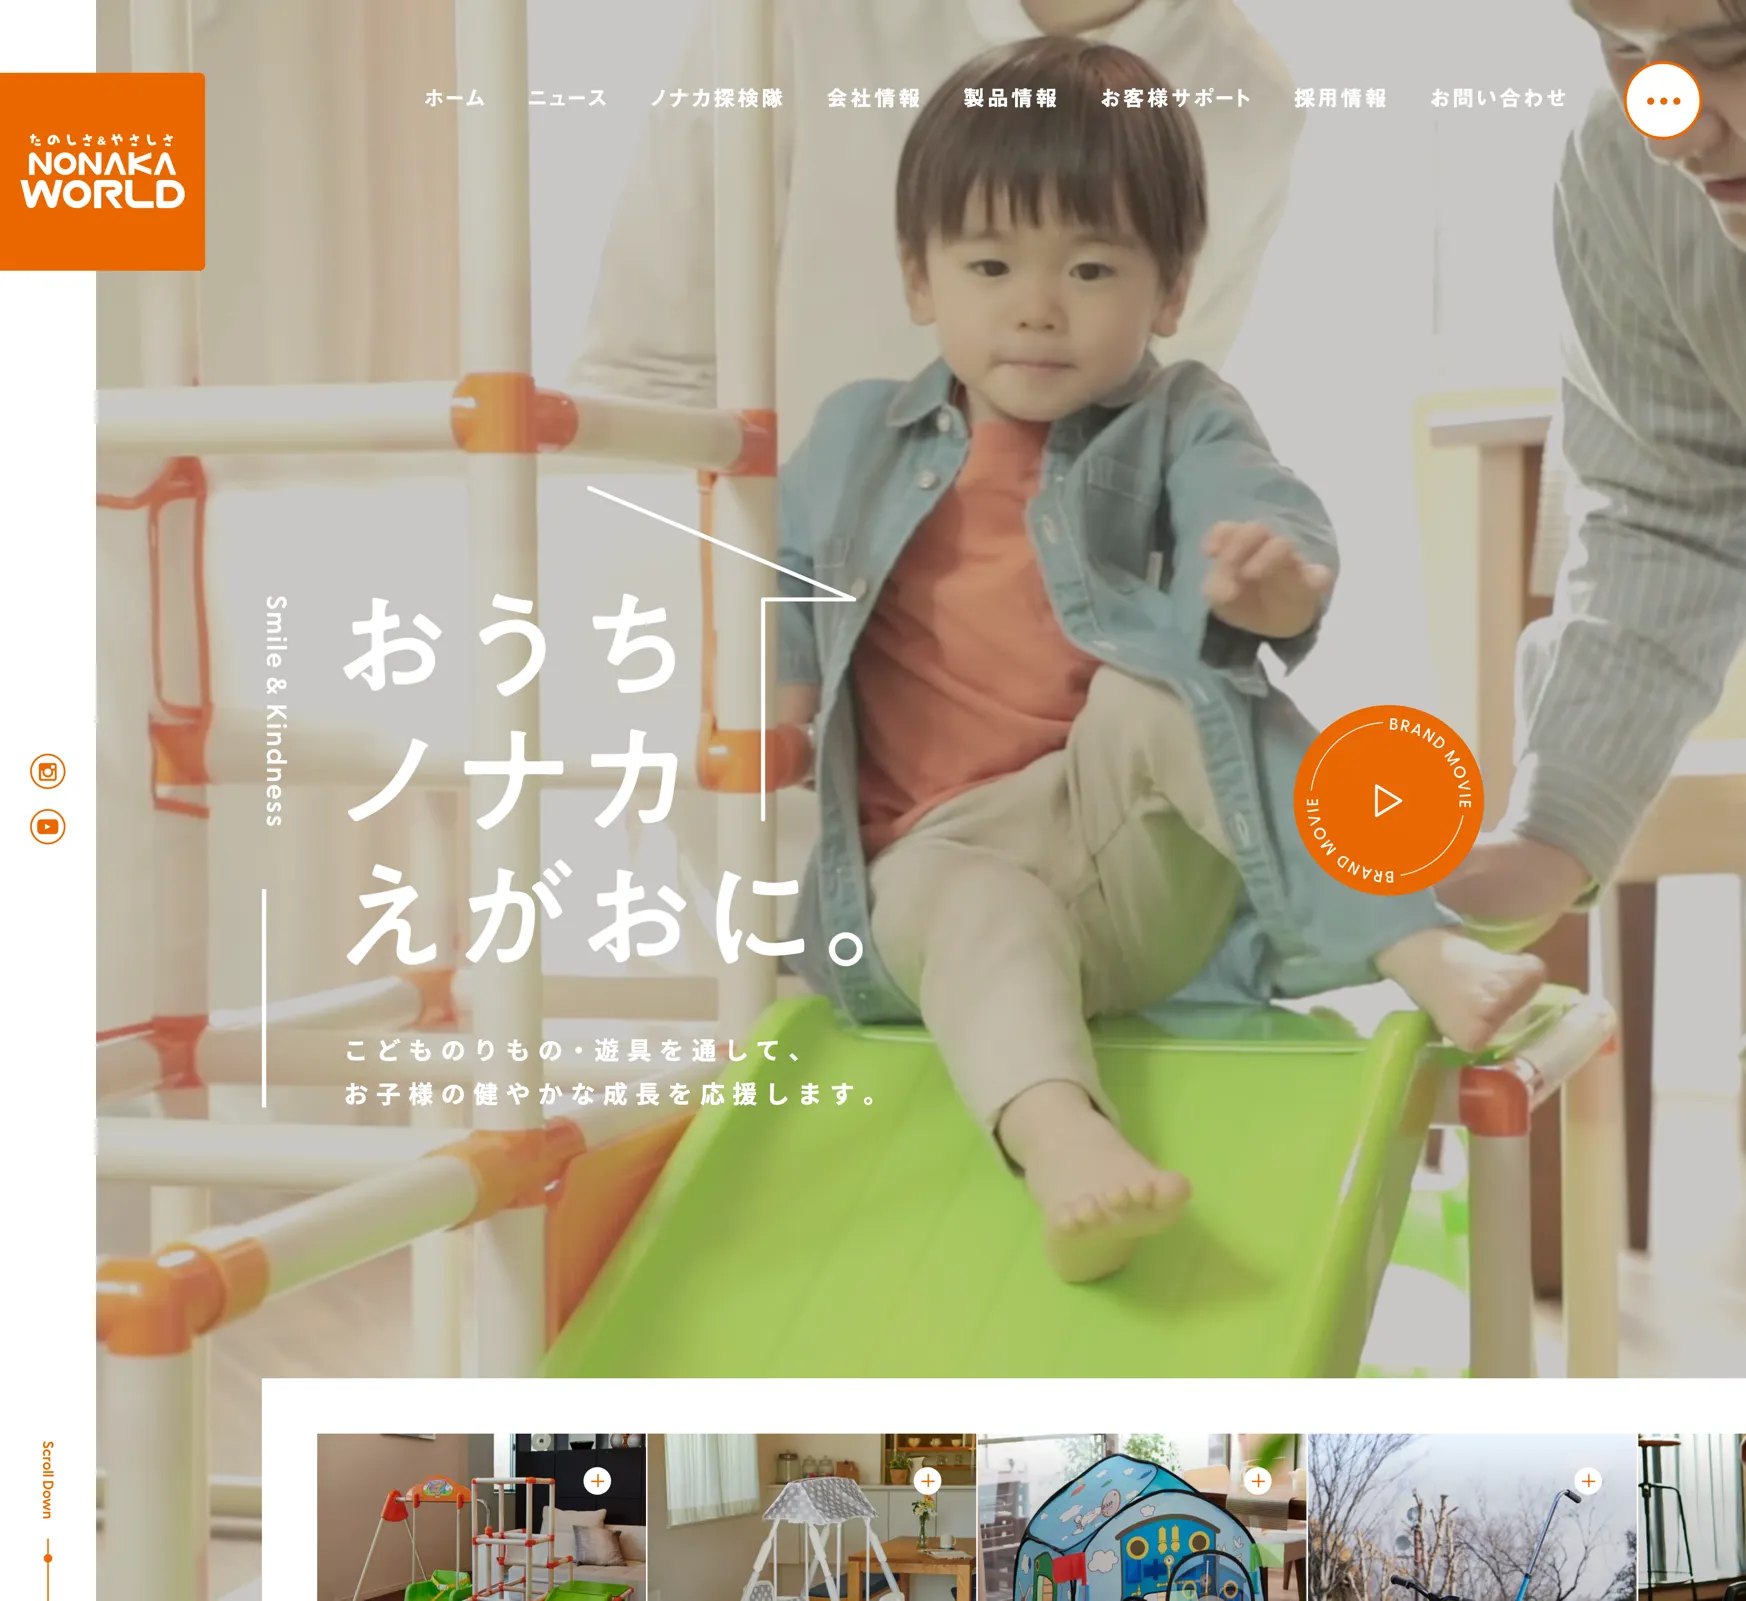 たのしさ&やさしさ
NONAKA
WORLD
ホーム ニュース ノナカ探検隊 会社情報 製品情報 お客様サポート 採用情報 お問い合わせ
Smile & Kindness
おうち
ノナカ
えがおに。
こどものりもの・遊具を通して、
お子様の健やかな成長を応援します。
BRAND MOVIE
BRAND MOVIE
Scroll Down